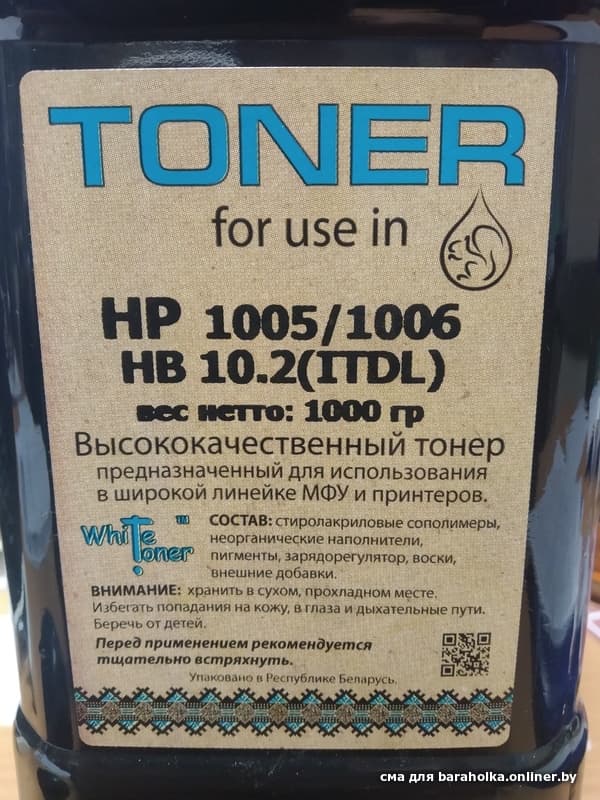 TONER
for use in
HP 1005/1006
HB 10.2(ITDL)
вес нетто: 1000 гр
Высококачественный тонер
предназначенный для использования
в широкой линейке МФУ и принтеров.
White Toner ™
СОСТАВ: стиролакриловые сополимеры,
неорганические наполнители,
пигменты, зарядорегулятор, воски,
внешние добавки.
ВНИМАНИЕ: хранить в сухом, прохладном месте.
Избегать попадания на кожу, в глаза и дыхательные пути.
Беречь от детей.
Перед применением рекомендуется
тщательно встряхнуть.
Упаковано в Республике Беларусь.
сма для baraholka.onliner.by